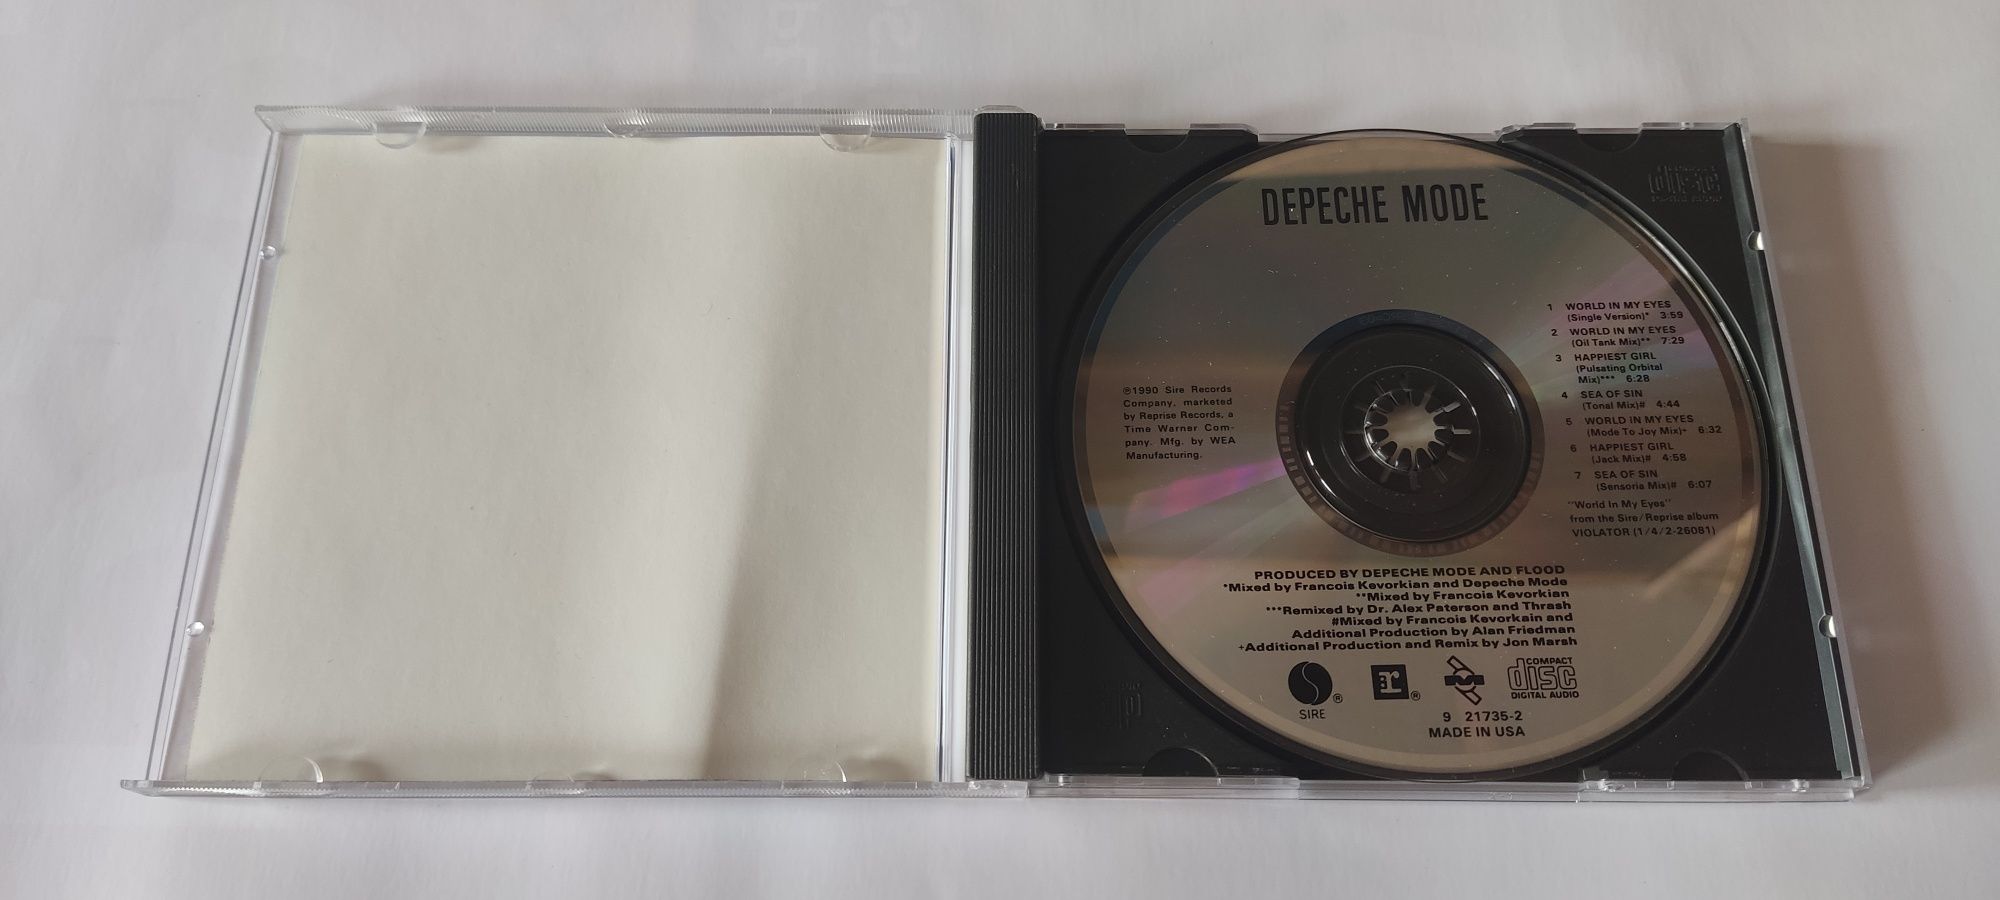 DEPECHE MODE
1 WORLD IN MY EYES
(Single Version)* 3:59
2 WORLD IN MY EYES
(Oil Tank Mix)** 7:29
3 HAPPIEST GIRL
(Pulsating Orbital
Mix)*** 6:28
4 SEA OF SIN
(Tonal Mix)# 4:44
5 WORLD IN MY EYES
(Mode To Joy Mix)+ 6:32
6 HAPPIEST GIRL
(Jack Mix)# 4:58
7 SEA OF SIN
(Sensoria Mix)# 6:07
"World In My Eyes"
from the Sire/Reprise album
VIOLATOR (1/4/2-26081)
℗1990 Sire Records
Company, marketed
by Reprise Records, a
Time Warner Com-
pany. Mfg. by WEA
Manufacturing.
PRODUCED BY DEPECHE MODE AND FLOOD
*Mixed by Francois Kevorkian and Depeche Mode
**Mixed by Francois Kevorkian
***Remixed by Dr. Alex Paterson and Thrash
#Mixed by Francois Kevorkain and
Additional Production by Alan Friedman
+Additional Production and Remix by Jon Marsh
SIRE ® r ® COMPACT disc DIGITAL AUDIO
9 21735-2
MADE IN USA
disc